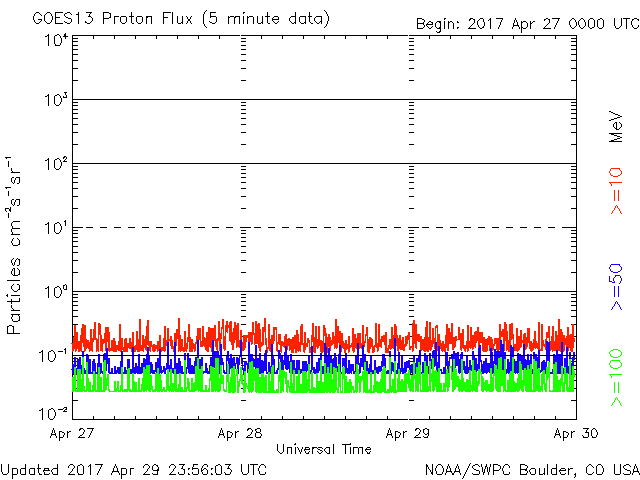 GOES13 Proton Flux (5 minute data)
Begin: 2017 Apr 27 0000 UTC
10⁴
10³
10²
10¹
10⁰
10⁻¹
10⁻²
Particles cm⁻²s⁻¹sr⁻¹
MeV
>=10
>=50
>=100
Apr 27
Apr 28
Apr 29
Apr 30
Universal Time
Updated 2017 Apr 29 23:56:03 UTC
NOAA/SWPC Boulder, CO USA